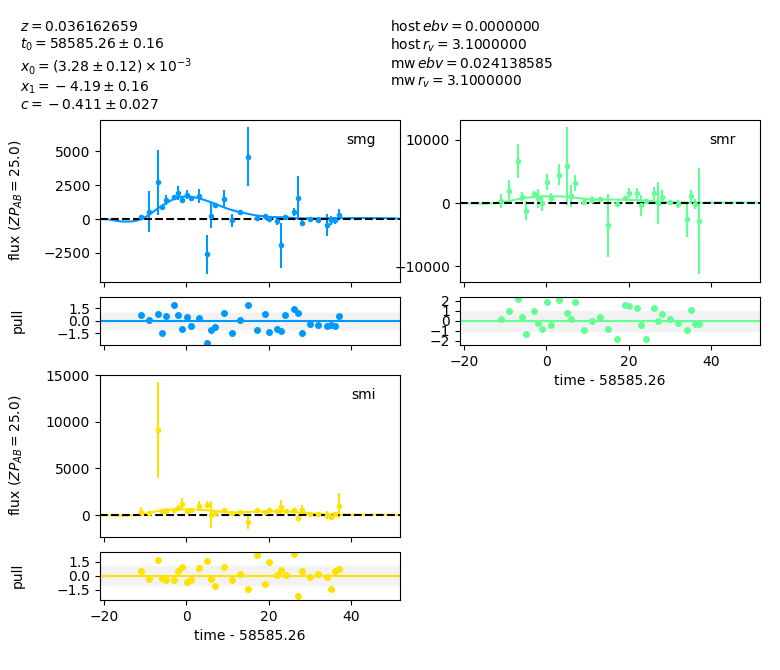 z = 0.036162659
t₀ = 58585.26 ± 0.16
x₀ = (3.28 ± 0.12) × 10⁻³
x₁ = −4.19 ± 0.16
c = −0.411 ± 0.027
host ebv = 0.0000000
host r_v = 3.1000000
mw ebv = 0.024138585
mw r_v = 3.1000000
smg
flux (ZP_AB = 25.0)
5000
2500
0
−2500
smr
10000
0
−10000
pull
1.5
0.0
−1.5
2
1
0
−1
−2
−20
0
20
40
time - 58585.26
smi
flux (ZP_AB = 25.0)
15000
10000
5000
0
pull
1.5
0.0
−1.5
−20
0
20
40
time - 58585.26